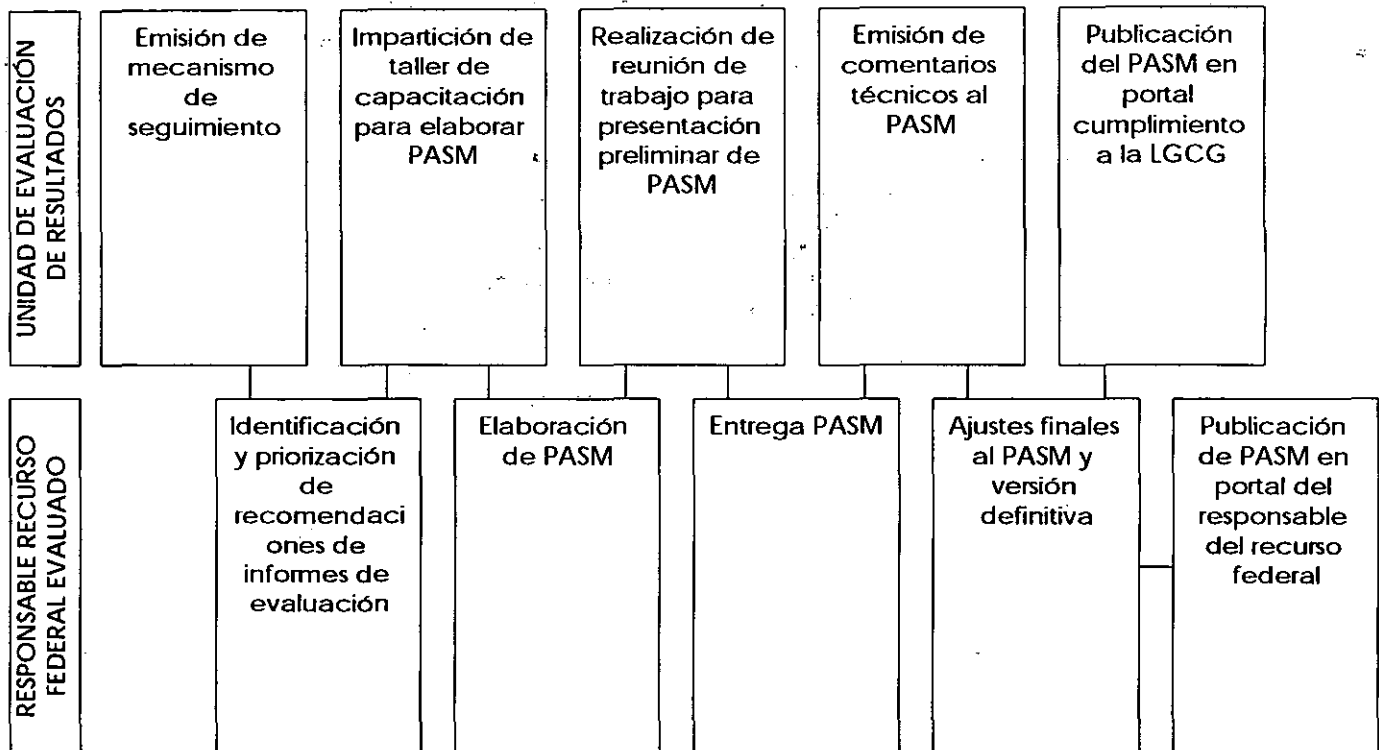 UNIDAD DE EVALUACIÓN
DE RESULTADOS
Emisión de
mecanismo
de
seguimiento
Impartición de
taller de
capacitación
para elaborar
PASM
Realización de
reunión de
trabajo para
presentación
preliminar de
PASM
Emisión de
comentarios
técnicos al
PASM
Publicación
del PASM en
portal
cumplimiento
a la LGCG
RESPONSABLE RECURSO
FEDERAL EVALUADO
Identificación
y priorización
de
recomendaci
ones de
informes de
evaluación
Elaboración
de PASM
Entrega PASM
Ajustes finales
al PASM y
versión
definitiva
Publicación
de PASM en
portal del
responsable
del recurso
federal